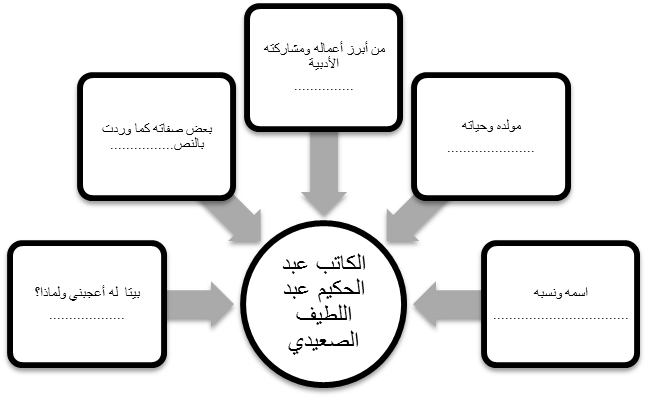 من أبرز أعماله ومشاركته
الأدبية
...............
مولده وحياته
......................
بعض صفاته كما وردت
بالنص................
اسمه ونسبه
..................................
بيتا له أعجبني ولماذا؟
...................
الكاتب عبد
الحكيم عبد
اللطيف
الصعيدي